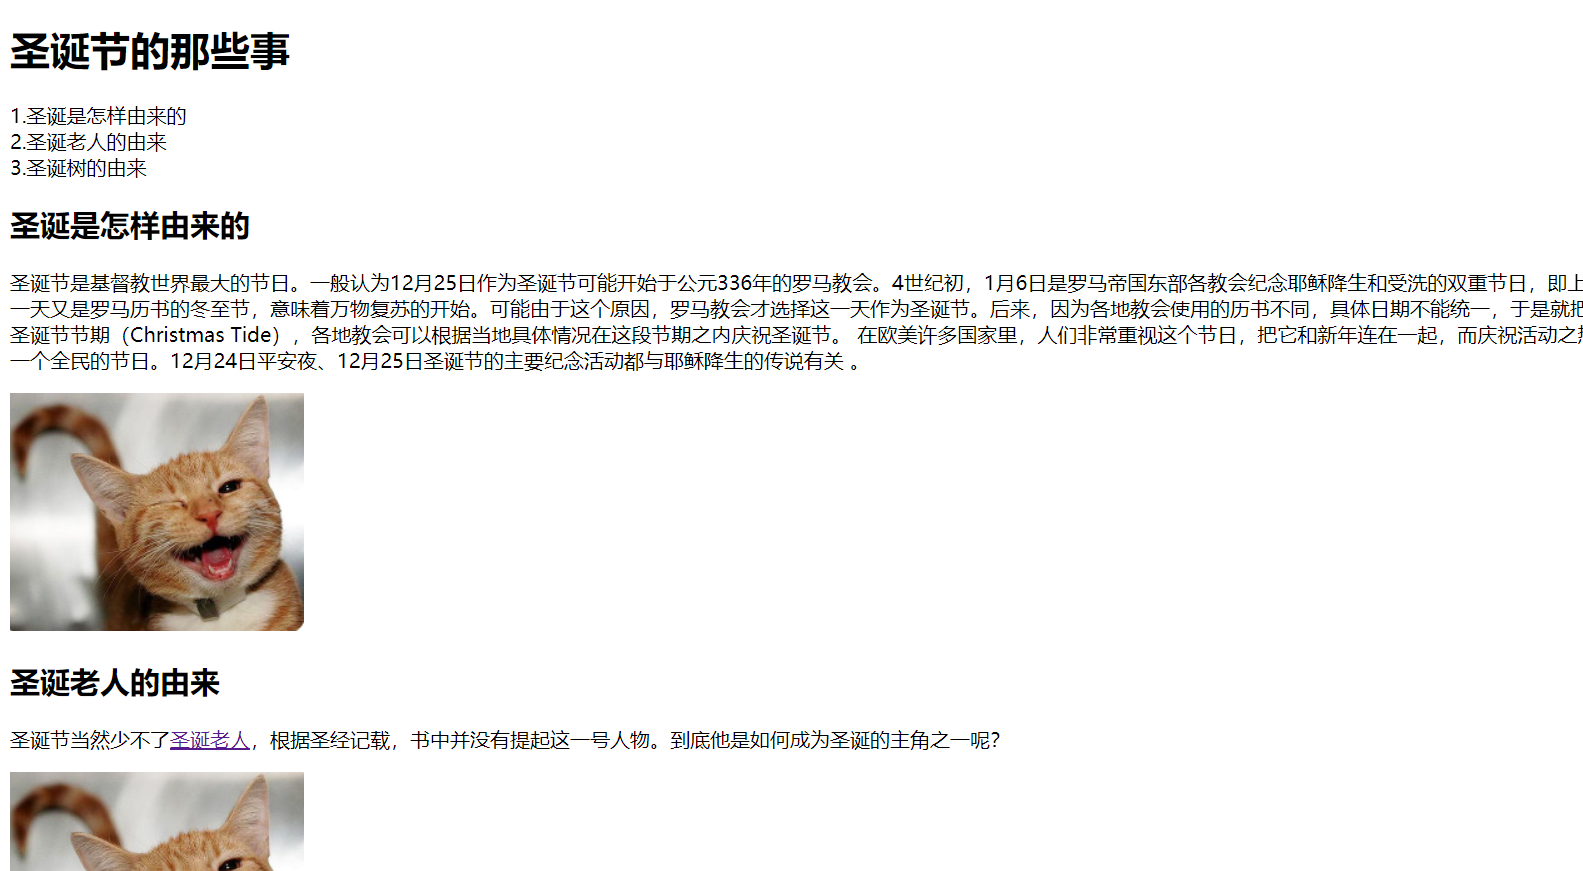 圣诞节的那些事
1.圣诞是怎样由来的
2.圣诞老人的由来
3.圣诞树的由来
圣诞是怎样由来的
圣诞节是基督教世界最大的节日。一般认为12月25日作为圣诞节可能开始于公元336年的罗马教会。4世纪初，1月6日是罗马帝国东部各教会纪念耶稣降生和受洗的双重节日，即上
一天又是罗马历书的冬至节，意味着万物复苏的开始。可能由于这个原因，罗马教会才选择这一天作为圣诞节。后来，因为各地教会使用的历书不同，具体日期不能统一，于是就把
圣诞节节期（Christmas Tide），各地教会可以根据当地具体情况在这段节期之内庆祝圣诞节。 在欧美许多国家里，人们非常重视这个节日，把它和新年连在一起，而庆祝活动之
一个全民的节日。12月24日平安夜、12月25日圣诞节的主要纪念活动都与耶稣降生的传说有关 。
圣诞老人的由来
圣诞节当然少不了圣诞老人，根据圣经记载，书中并没有提起这一号人物。到底他是如何成为圣诞的主角之一呢？